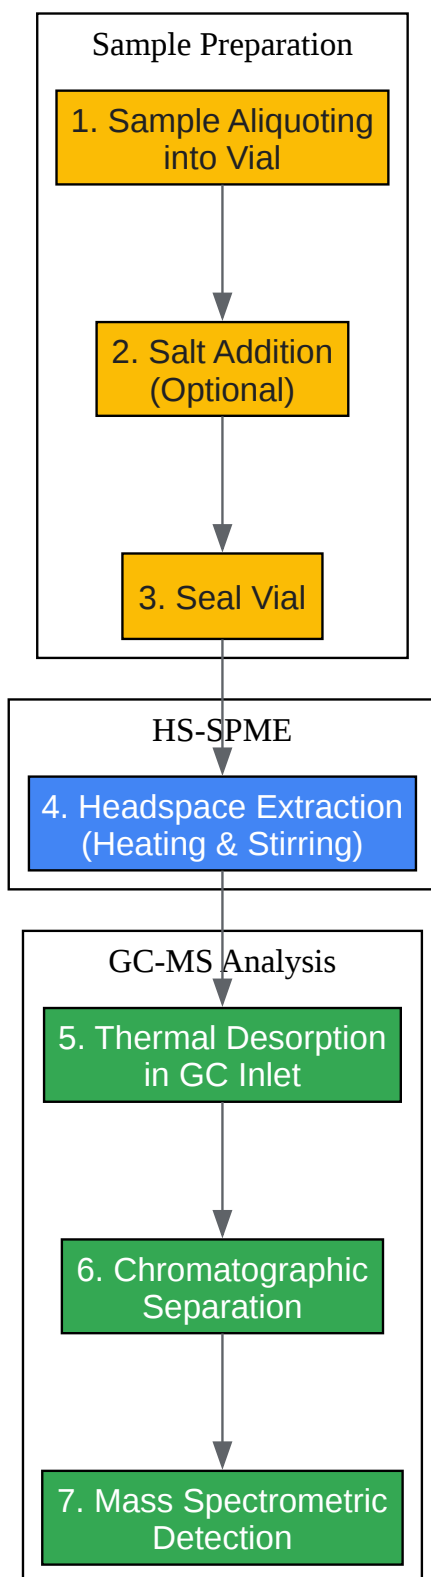 Sample Preparation
1. Sample Aliquoting
into Vial
2. Salt Addition
(Optional)
3. Seal Vial
HS-SPME
4. Headspace Extraction
(Heating & Stirring)
GC-MS Analysis
5. Thermal Desorption
in GC Inlet
6. Chromatographic
Separation
7. Mass Spectrometric
Detection